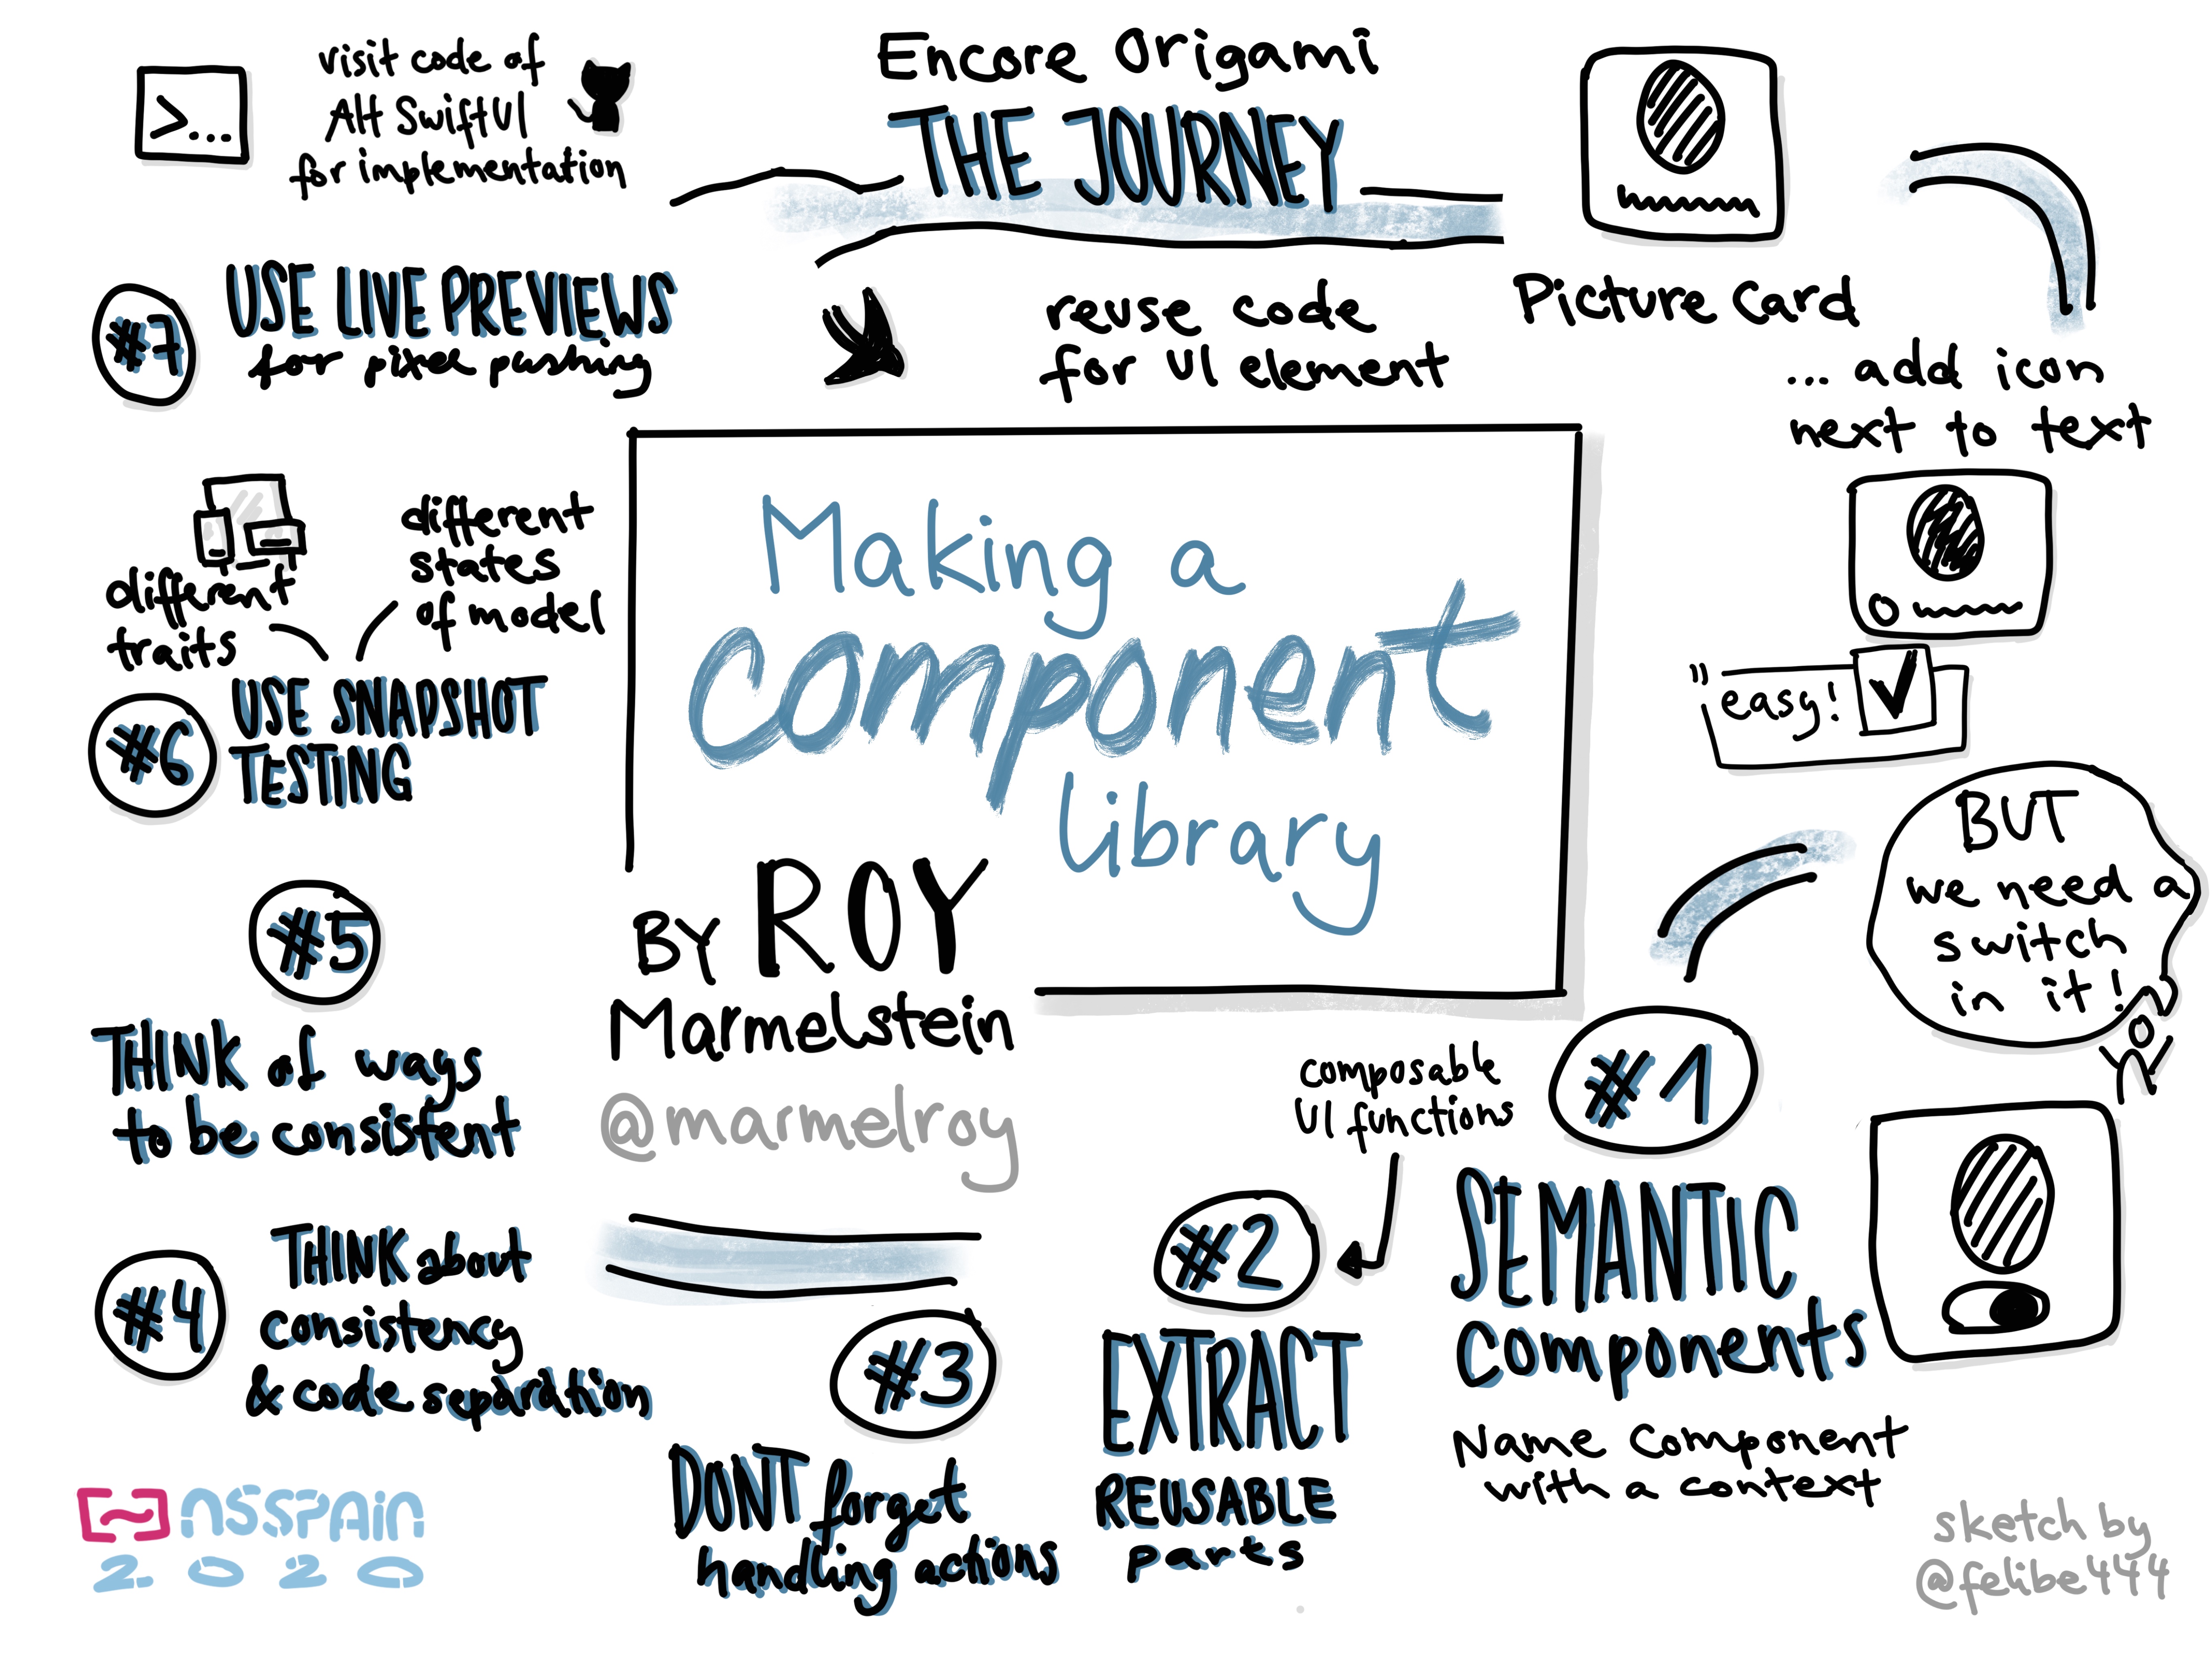 Encore Origami
THE JOURNEY
reuse code
for UI element
Picture Card
... add icon
next to text
"easy!
BUT
we need a
switch
in it!
Making a
component
library
BY ROY
Marmelstein
@marmelroy
#1
SEMANTIC
components
Name Component
with a context
composable
UI functions
#2
EXTRACT
REUSABLE
parts
#3
DONT forget
handling actions
#4
THINK about
consistency
& code separation
#5
THINK of ways
to be consistent
different
traits
different
states
of model
#6
USE SNAPSHOT
TESTING
#7
USE LIVE PREVIEWS
for pixel pushing
>...
visit code of
Alt SwiftUI
for implementation
NSSPAIN
2020
sketch by
@felibe444